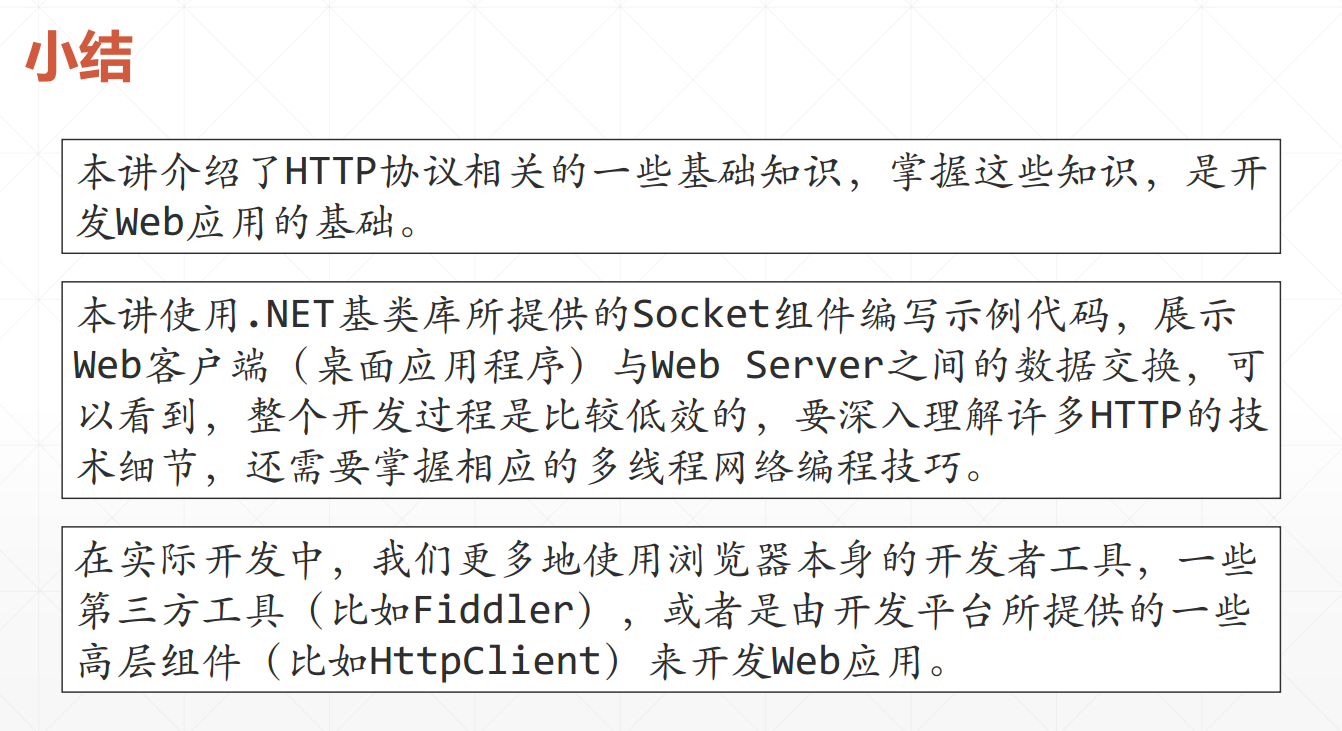 小结
本讲介绍了HTTP协议相关的一些基础知识，掌握这些知识，是开
发Web应用的基础。
本讲使用.NET基类库所提供的Socket组件编写示例代码，展示
Web客户端（桌面应用程序）与Web Server之间的数据交换，可
以看到，整个开发过程是比较低效的，要深入理解许多HTTP的技
术细节，还需要掌握相应的多线程网络编程技巧。
在实际开发中，我们更多地使用浏览器本身的开发者工具，一些
第三方工具（比如Fiddler），或者是由开发平台所提供的一些
高层组件（比如HttpClient）来开发Web应用。